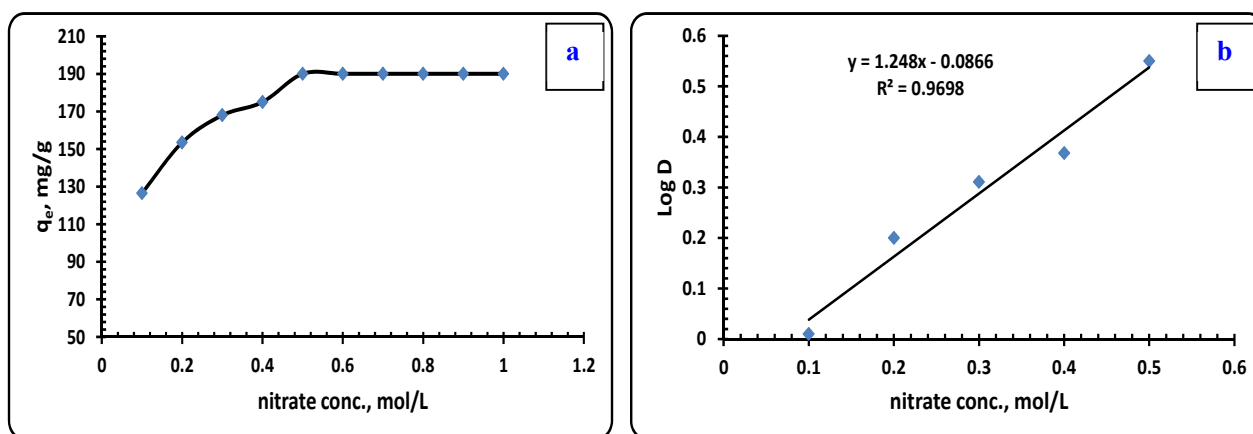 a
210
190
170
150
130
110
90
70
50
qe, mg/g
0 0.2 0.4 0.6 0.8 1 1.2
nitrate conc., mol/L
b
y = 1.248x - 0.0866
R² = 0.9698
0.6
0.5
0.4
0.3
0.2
0.1
0
Log D
0 0.1 0.2 0.3 0.4 0.5 0.6
nitrate conc., mol/L